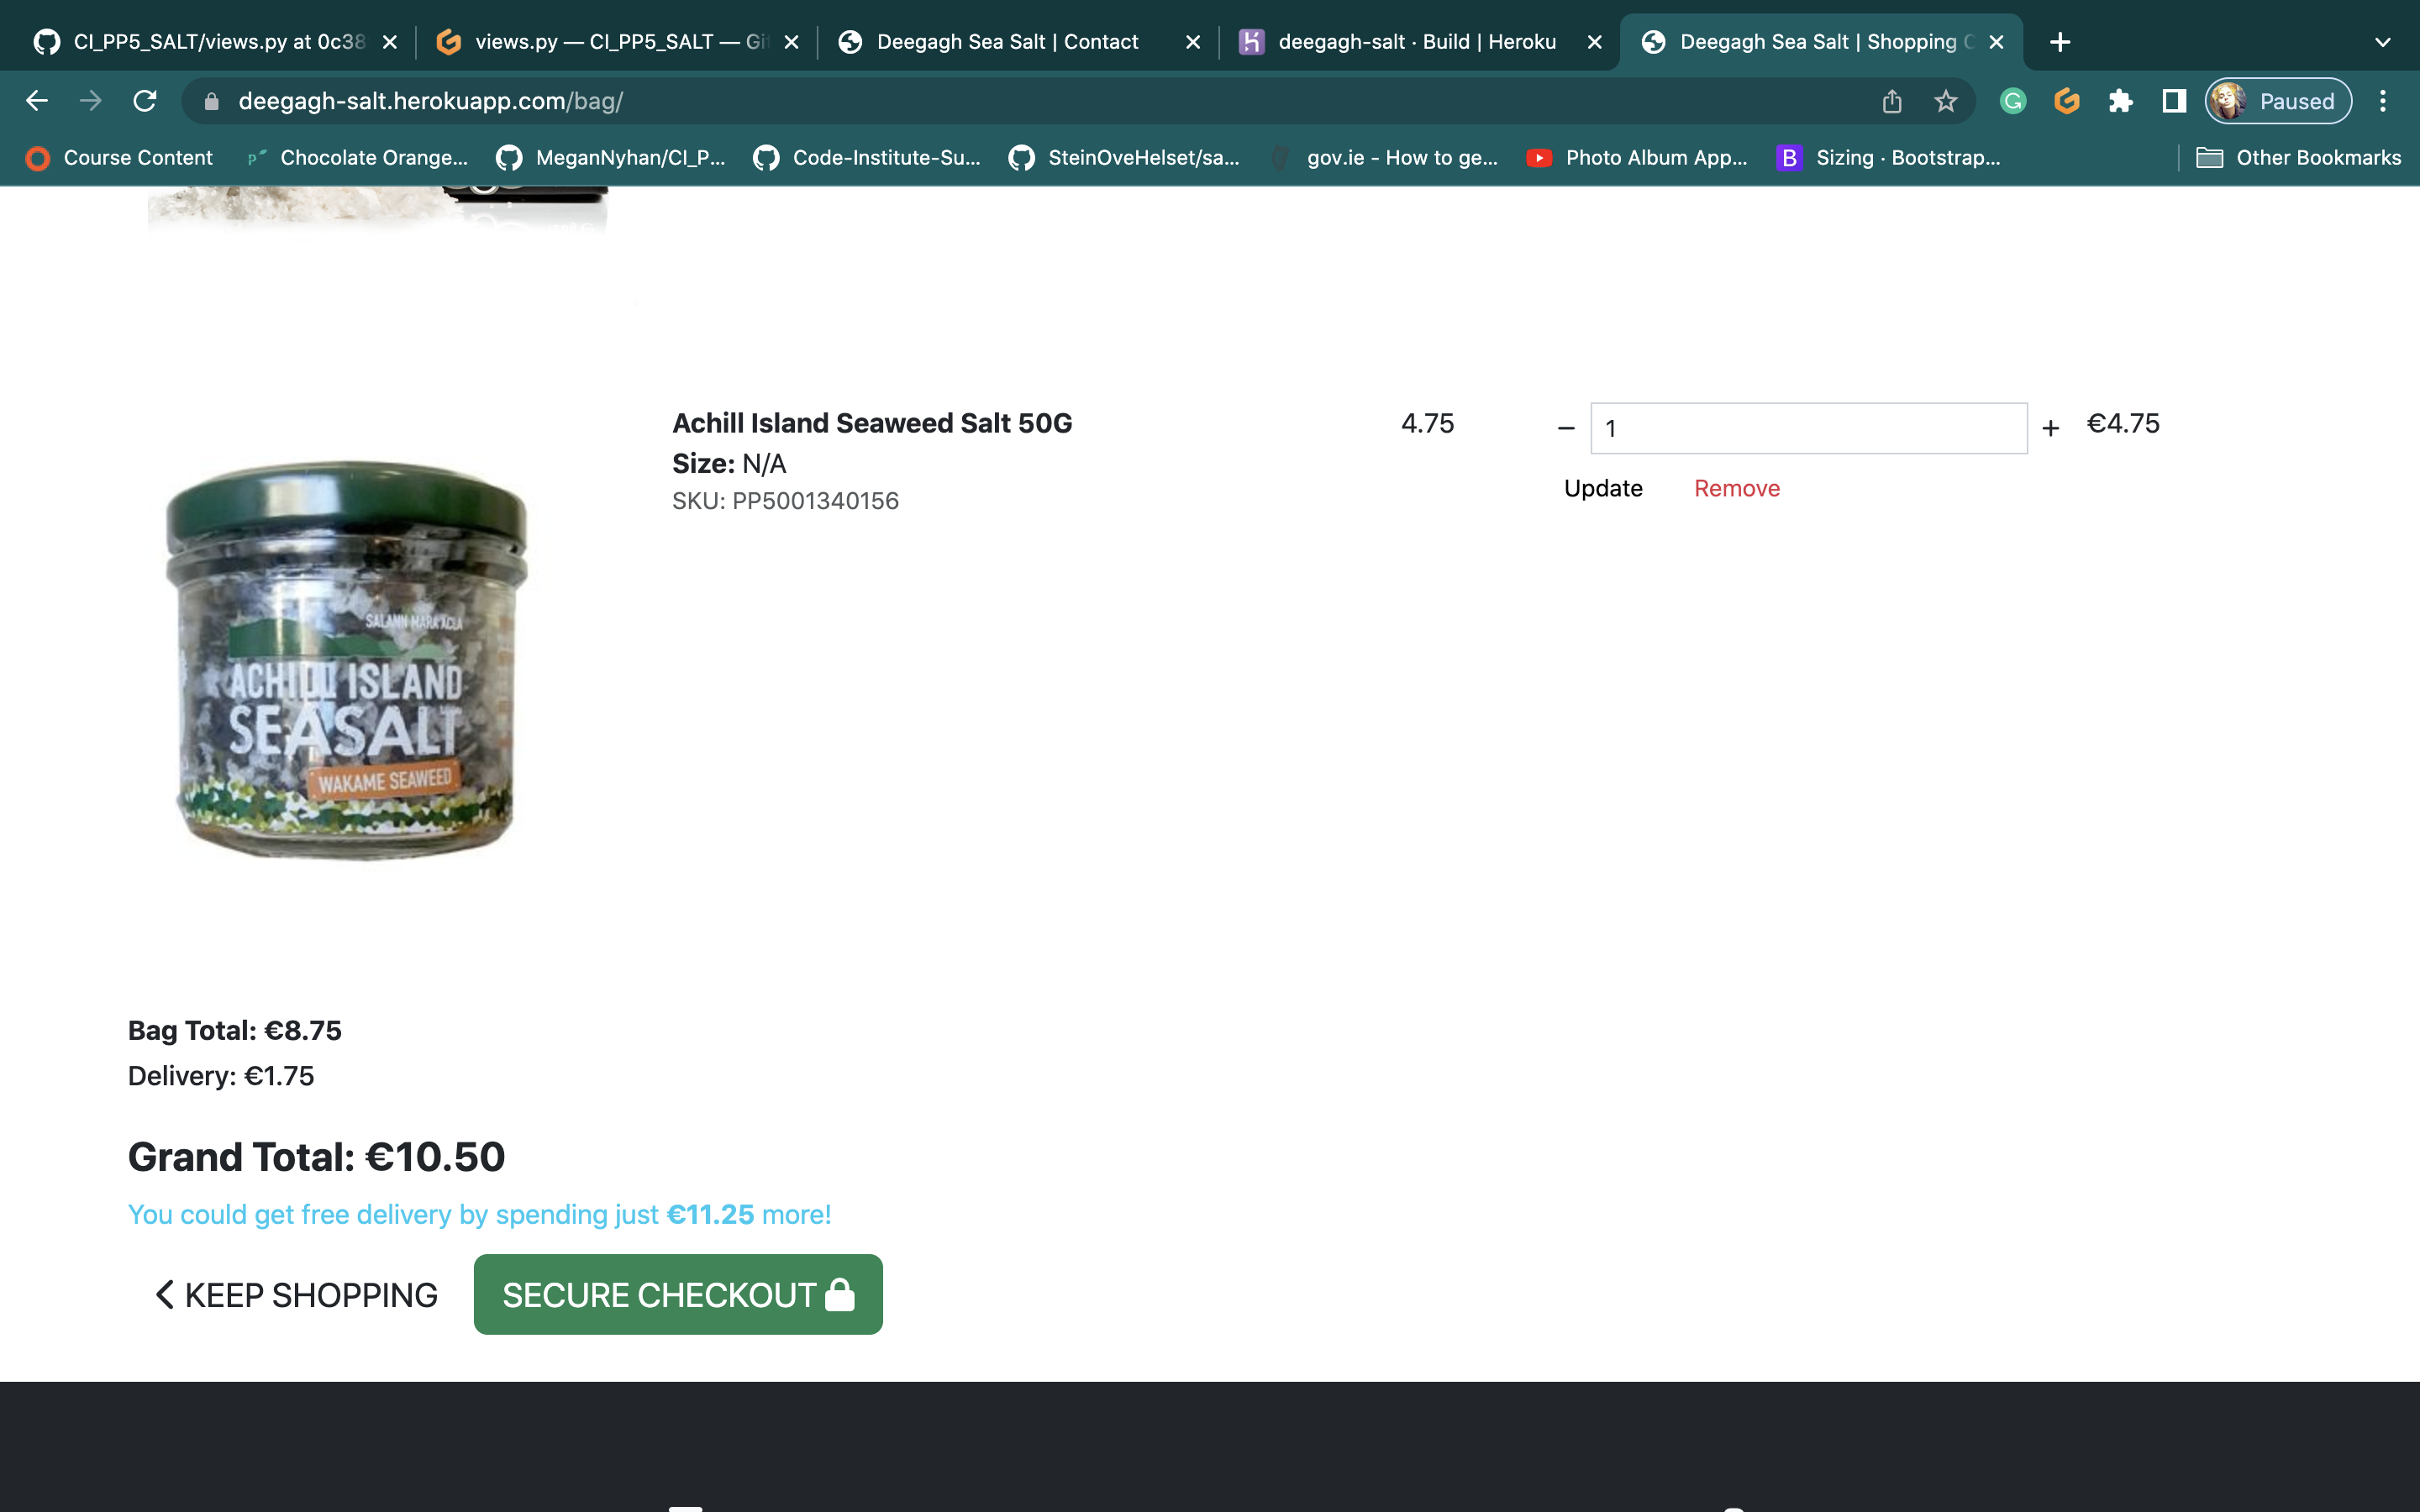 CI_PP5_SALT/views.py at 0c38
views.py — CI_PP5_SALT — Gi
Deegagh Sea Salt | Contact
deegagh-salt · Build | Heroku
Deegagh Sea Salt | Shopping C
deegagh-salt.herokuapp.com/bag/
Paused
Course Content
Chocolate Orange...
MeganNyhan/CI_P...
Code-Institute-Su...
SteinOveHelset/sa...
gov.ie - How to ge...
Photo Album App...
B Sizing · Bootstrap...
Other Bookmarks
Achill Island Seaweed Salt 50G
4.75
− 1 +
€4.75
Size: N/A
SKU: PP5001340156
Update
Remove
SALANN MARA ACLA
ACHILL ISLAND
SEASALT
WAKAME SEAWEED
Bag Total: €8.75
Delivery: €1.75
Grand Total: €10.50
You could get free delivery by spending just €11.25 more!
KEEP SHOPPING
SECURE CHECKOUT